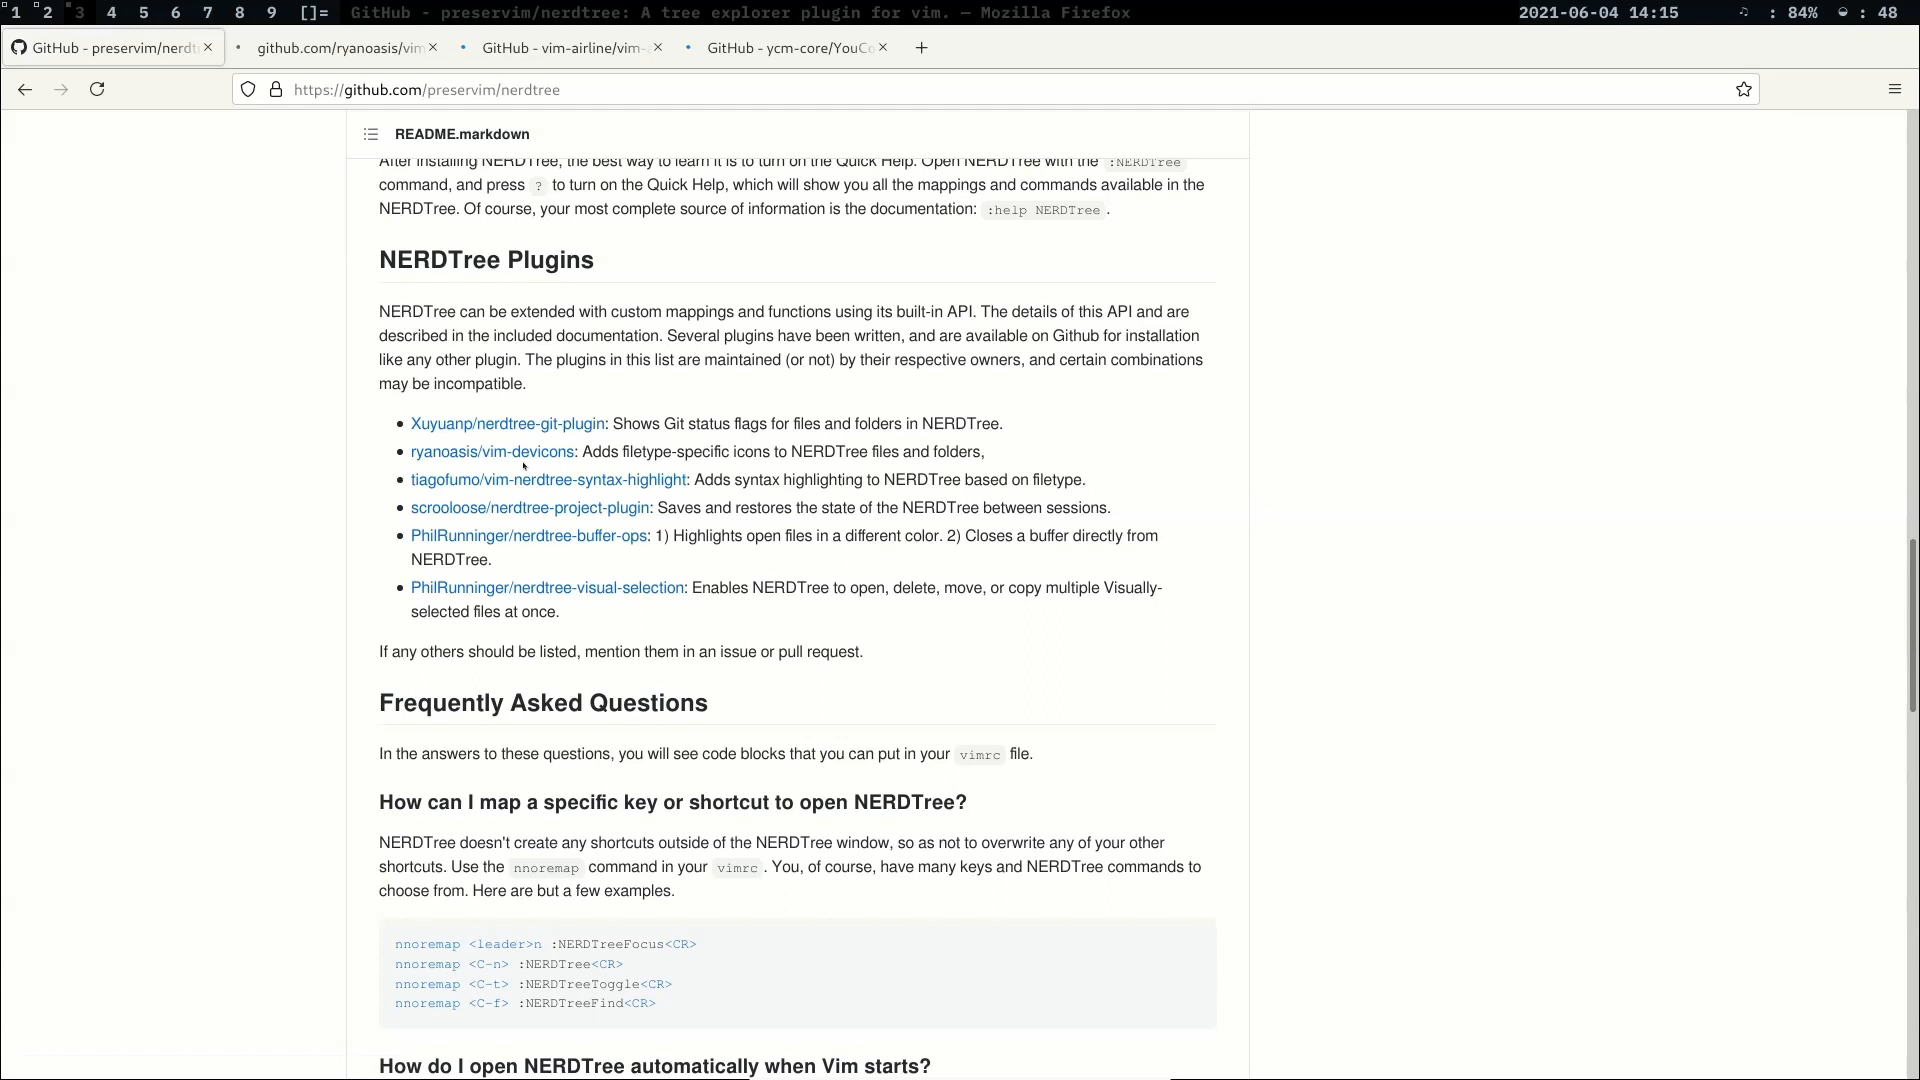 1 2 3 4 5 6 7 8 9 []= GitHub - preservim/nerdtree: A tree explorer plugin for vim. — Mozilla Firefox 2021-06-04 14:15 ♫ : 84% : 48
GitHub - preservim/nerdt × github.com/ryanoasis/vim × GitHub - vim-airline/vim- × GitHub - ycm-core/YouCo × +
https://github.com/preservim/nerdtree
README.markdown
After installing NERDTree, the best way to learn it is to turn on the Quick Help. Open NERDTree with the :NERDTree
command, and press ? to turn on the Quick Help, which will show you all the mappings and commands available in the
NERDTree. Of course, your most complete source of information is the documentation: :help NERDTree .
NERDTree Plugins
NERDTree can be extended with custom mappings and functions using its built-in API. The details of this API and are
described in the included documentation. Several plugins have been written, and are available on Github for installation
like any other plugin. The plugins in this list are maintained (or not) by their respective owners, and certain combinations
may be incompatible.
• Xuyuanp/nerdtree-git-plugin: Shows Git status flags for files and folders in NERDTree.
• ryanoasis/vim-devicons: Adds filetype-specific icons to NERDTree files and folders,
• tiagofumo/vim-nerdtree-syntax-highlight: Adds syntax highlighting to NERDTree based on filetype.
• scrooloose/nerdtree-project-plugin: Saves and restores the state of the NERDTree between sessions.
• PhilRunninger/nerdtree-buffer-ops: 1) Highlights open files in a different color. 2) Closes a buffer directly from
NERDTree.
• PhilRunninger/nerdtree-visual-selection: Enables NERDTree to open, delete, move, or copy multiple Visually-
selected files at once.
If any others should be listed, mention them in an issue or pull request.
Frequently Asked Questions
In the answers to these questions, you will see code blocks that you can put in your vimrc file.
How can I map a specific key or shortcut to open NERDTree?
NERDTree doesn't create any shortcuts outside of the NERDTree window, so as not to overwrite any of your other
shortcuts. Use the nnoremap command in your vimrc . You, of course, have many keys and NERDTree commands to
choose from. Here are but a few examples.
nnoremap <leader>n :NERDTreeFocus<CR>
nnoremap <C-n> :NERDTree<CR>
nnoremap <C-t> :NERDTreeToggle<CR>
nnoremap <C-f> :NERDTreeFind<CR>
How do I open NERDTree automatically when Vim starts?